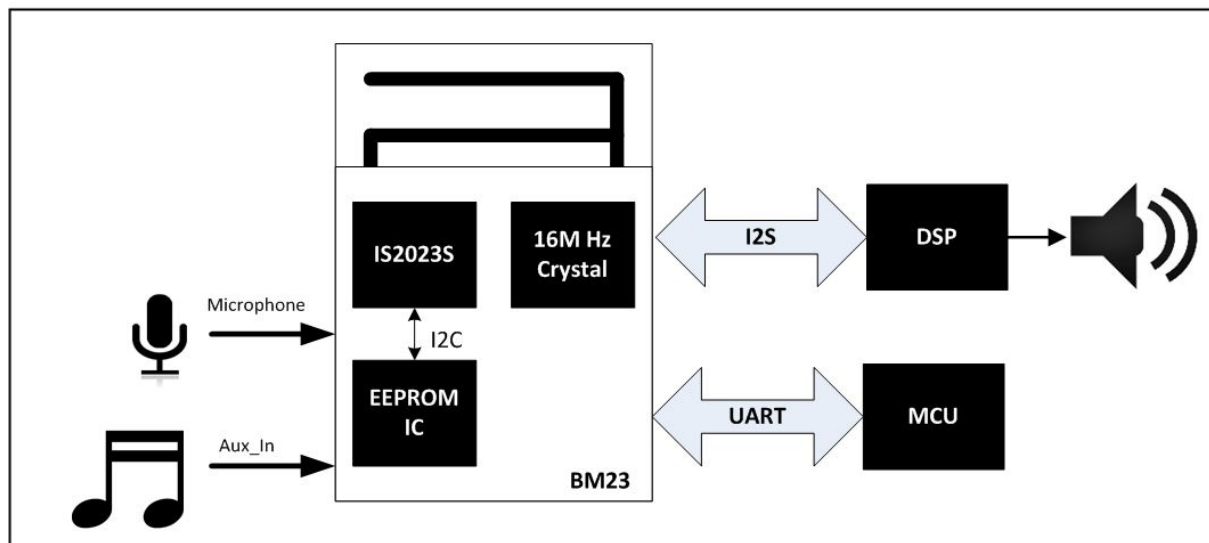 IS2023S
16M Hz
Crystal
I2S
DSP
Microphone
I2C
EEPROM
IC
UART
MCU
Aux_In
BM23